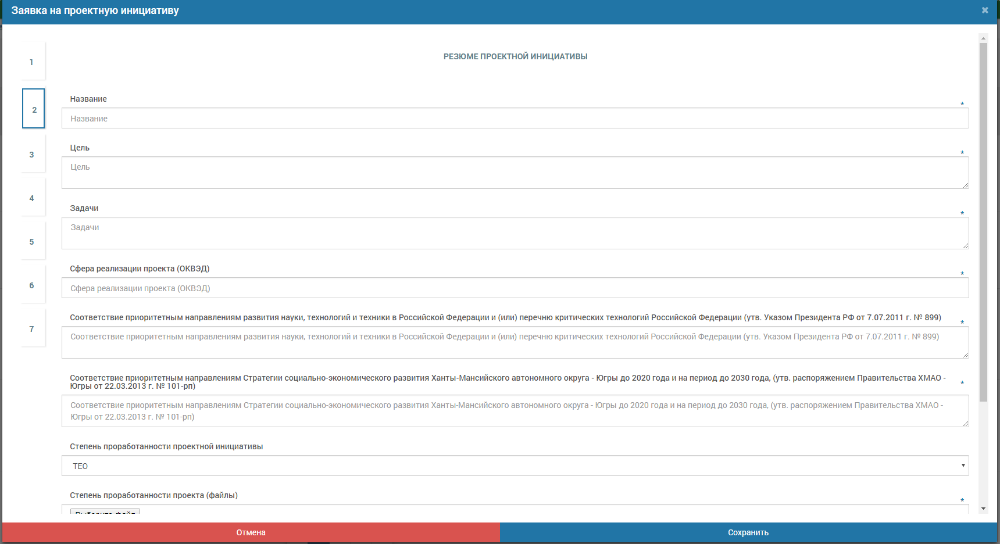 Заявка на проектную инициативу
×
1
2
3
4
5
6
7
РЕЗЮМЕ ПРОЕКТНОЙ ИНИЦИАТИВЫ
Название
*
Название
Цель
*
Цель
Задачи
*
Задачи
Сфера реализации проекта (ОКВЭД)
*
Сфера реализации проекта (ОКВЭД)
Соответствие приоритетным направлениям развития науки, технологий и техники в Российской Федерации и (или) перечню критических технологий Российской Федерации (утв. Указом Президента РФ от 7.07.2011 г. № 899)
*
Соответствие приоритетным направлениям развития науки, технологий и техники в Российской Федерации и (или) перечню критических технологий Российской Федерации (утв. Указом Президента РФ от 7.07.2011 г. № 899)
Соответствие приоритетным направлениям Стратегии социально-экономического развития Ханты-Мансийского автономного округа - Югры до 2020 года и на период до 2030 года, (утв. распоряжением Правительства ХМАО -
Югры от 22.03.2013 г. № 101-рп)
*
Соответствие приоритетным направлениям Стратегии социально-экономического развития Ханты-Мансийского автономного округа - Югры до 2020 года и на период до 2030 года, (утв. распоряжением Правительства ХМАО -
Югры от 22.03.2013 г. № 101-рп)
Степень проработанности проектной инициативы
ТЕО
Степень проработанности проекта (файлы)
*
Выберите файл
Отмена
Сохранить